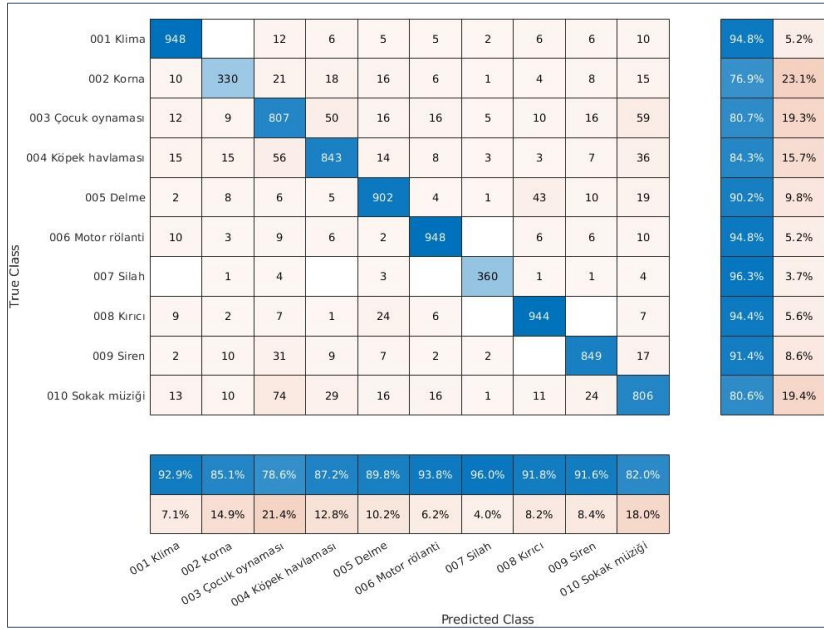 001 Klima 948 12 6 5 5 2 6 6 10 94.8% 5.2%
002 Korna 10 330 21 18 16 6 1 4 8 15 76.9% 23.1%
003 Çocuk oynaması 12 9 807 50 16 16 5 10 16 59 80.7% 19.3%
004 Köpek havlaması 15 15 56 843 14 8 3 3 7 36 84.3% 15.7%
005 Delme 2 8 6 5 902 4 1 43 10 19 90.2% 9.8%
006 Motor rölanti 10 3 9 6 2 948 6 6 10 94.8% 5.2%
007 Silah 1 4 3 360 1 1 4 96.3% 3.7%
008 Kırıcı 9 2 7 1 24 6 944 7 94.4% 5.6%
009 Siren 2 10 31 9 7 2 2 849 17 91.4% 8.6%
010 Sokak müziği 13 10 74 29 16 16 1 11 24 806 80.6% 19.4%
True Class
92.9% 85.1% 78.6% 87.2% 89.8% 93.8% 96.0% 91.8% 91.6% 82.0%
7.1% 14.9% 21.4% 12.8% 10.2% 6.2% 4.0% 8.2% 8.4% 18.0%
001 Klima
002 Korna
003 Çocuk oynaması
004 Köpek havlaması
005 Delme
006 Motor rölanti
007 Silah
008 Kırıcı
009 Siren
010 Sokak müziği
Predicted Class